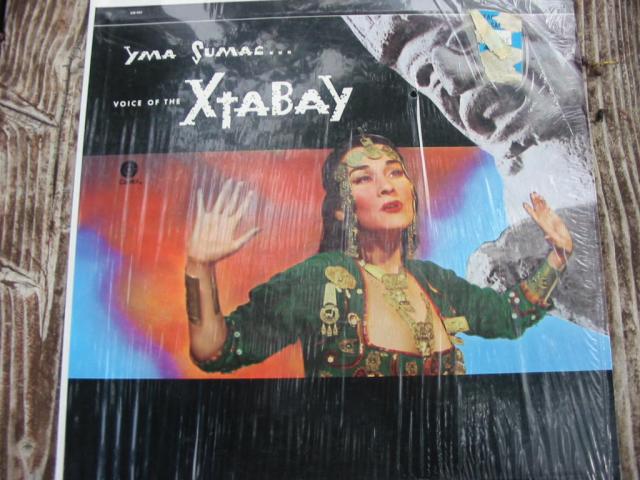 YMA SUMAC...
VOICE OF THE
XTABAY